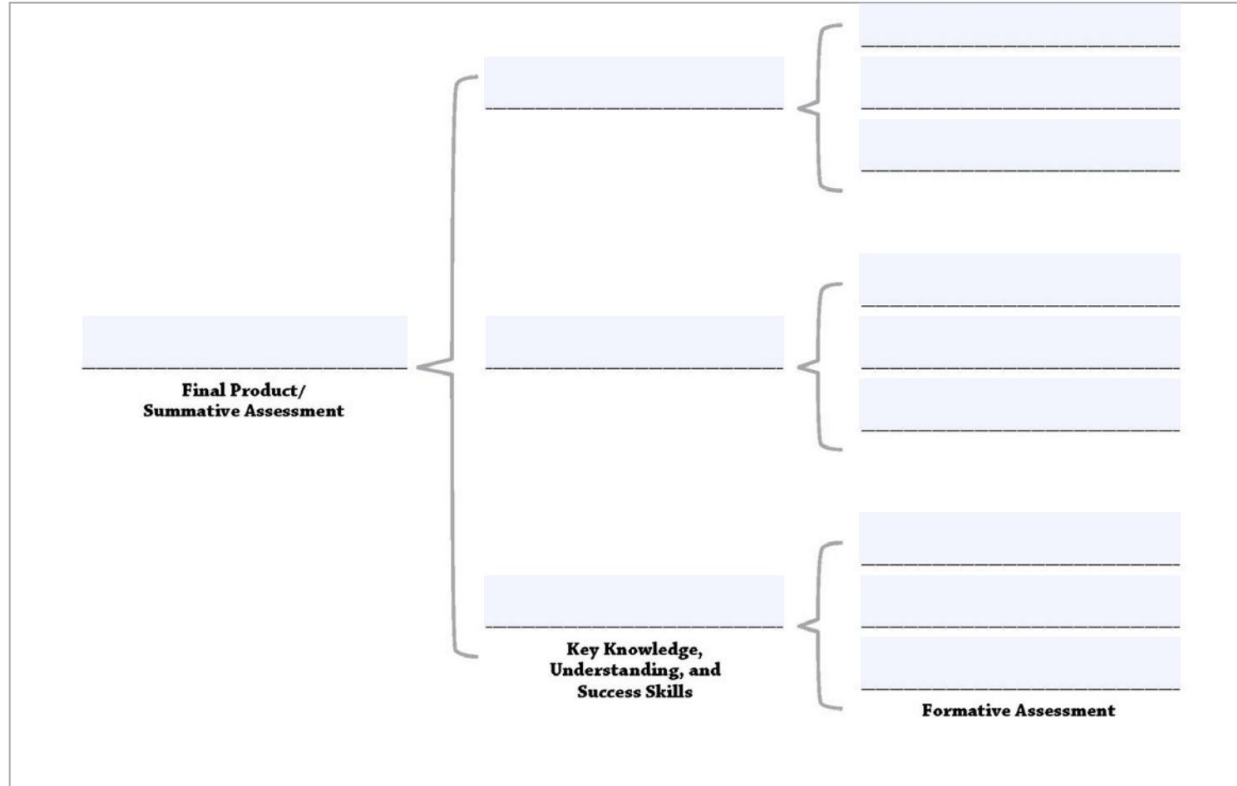 Final Product/
Summative Assessment
Key Knowledge,
Understanding, and
Success Skills
Formative Assessment